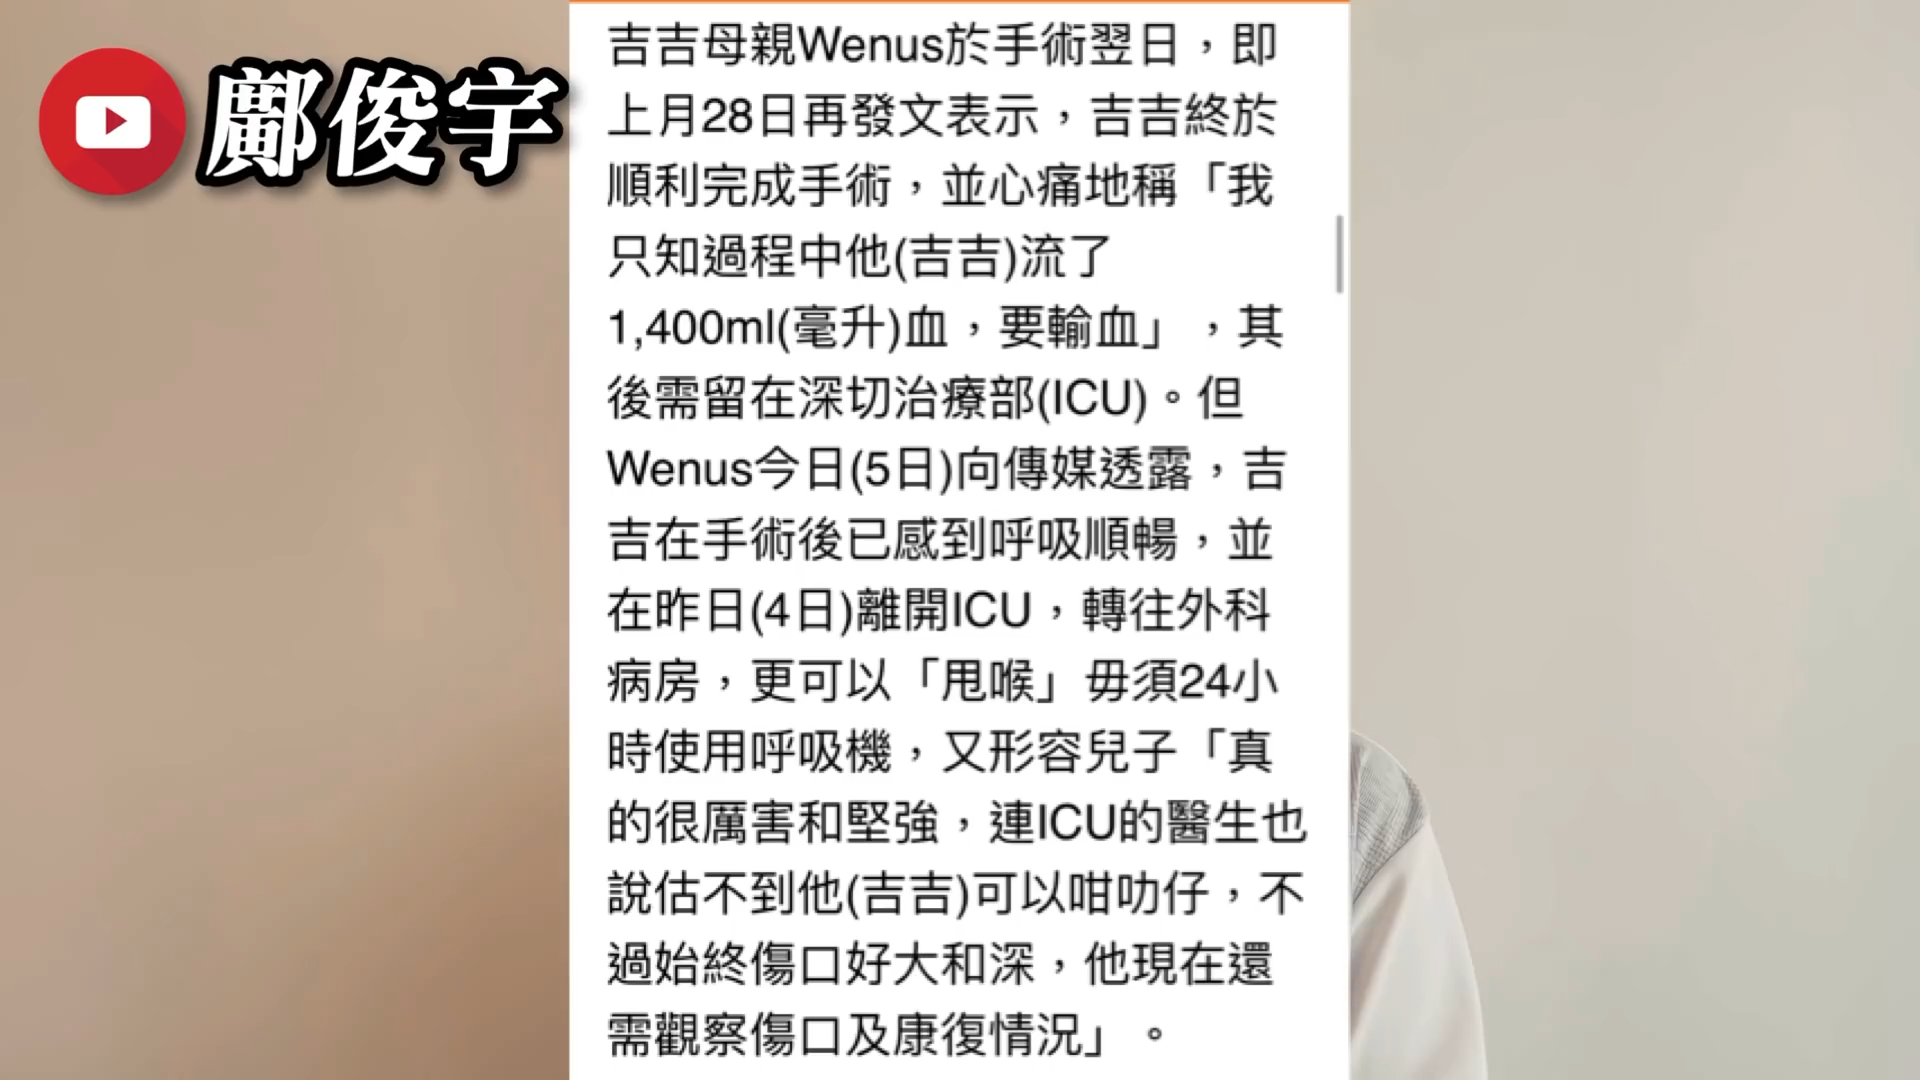 鄺俊宇
吉吉母親Wenus於手術翌日，即
上月28日再發文表示，吉吉終於
順利完成手術，並心痛地稱「我
只知過程中他(吉吉)流了
1,400ml(毫升)血，要輸血」，其
後需留在深切治療部(ICU)。但
Wenus今日(5日)向傳媒透露，吉
吉在手術後已感到呼吸順暢，並
在昨日(4日)離開ICU，轉往外科
病房，更可以「甩喉」毋須24小
時使用呼吸機，又形容兒子「真
的很厲害和堅強，連ICU的醫生也
說估不到他(吉吉)可以咁叻仔，不
過始終傷口好大和深，他現在還
需觀察傷口及康復情況」。